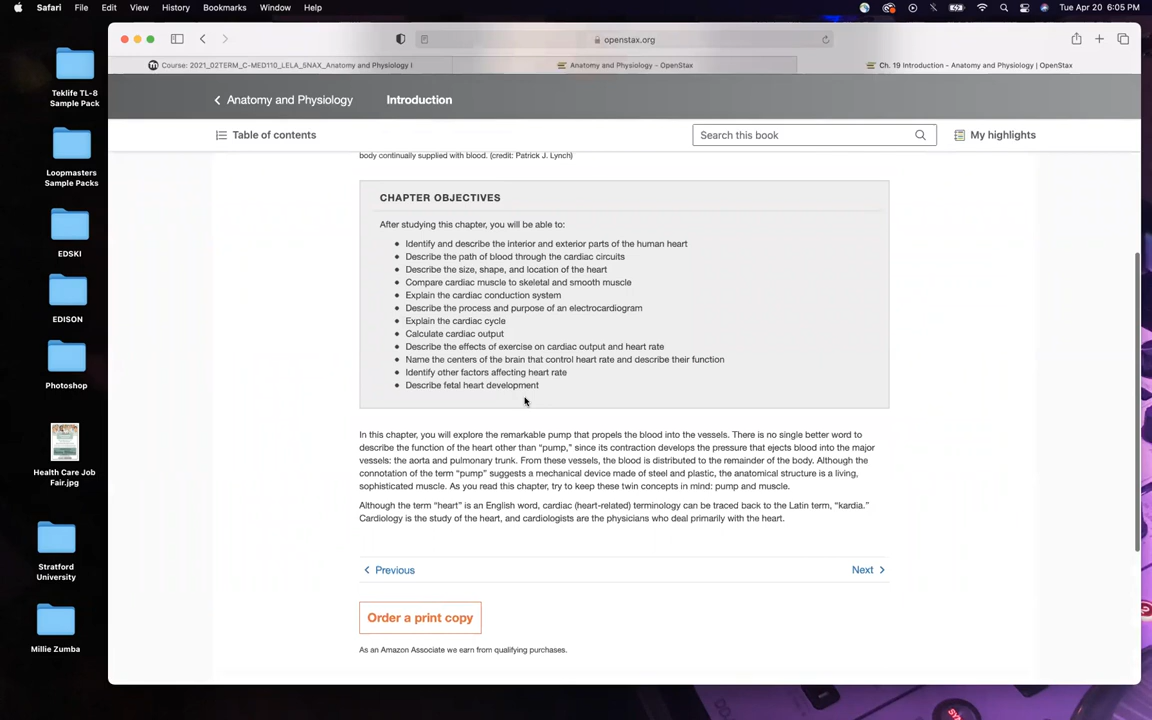 Safari File Edit View History Bookmarks Window Help Tue Apr 20 6:05 PM
openstax.org
Course: 2021_02TERM_C-MED110_LELA_5NAX_Anatomy and Physiology I
Anatomy and Physiology - OpenStax
Ch. 19 Introduction - Anatomy and Physiology | OpenStax
Anatomy and Physiology Introduction
Table of contents
Search this book
My highlights
body continually supplied with blood. (credit: Patrick J. Lynch)
CHAPTER OBJECTIVES
After studying this chapter, you will be able to:
• Identify and describe the interior and exterior parts of the human heart
• Describe the path of blood through the cardiac circuits
• Describe the size, shape, and location of the heart
• Compare cardiac muscle to skeletal and smooth muscle
• Explain the cardiac conduction system
• Describe the process and purpose of an electrocardiogram
• Explain the cardiac cycle
• Calculate cardiac output
• Describe the effects of exercise on cardiac output and heart rate
• Name the centers of the brain that control heart rate and describe their function
• Identify other factors affecting heart rate
• Describe fetal heart development
In this chapter, you will explore the remarkable pump that propels the blood into the vessels. There is no single better word to
describe the function of the heart other than “pump,” since its contraction develops the pressure that ejects blood into the major
vessels: the aorta and pulmonary trunk. From these vessels, the blood is distributed to the remainder of the body. Although the
connotation of the term “pump” suggests a mechanical device made of steel and plastic, the anatomical structure is a living,
sophisticated muscle. As you read this chapter, try to keep these twin concepts in mind: pump and muscle.
Although the term “heart” is an English word, cardiac (heart-related) terminology can be traced back to the Latin term, “kardia.”
Cardiology is the study of the heart, and cardiologists are the physicians who deal primarily with the heart.
Previous
Next
Order a print copy
As an Amazon Associate we earn from qualifying purchases.
Teklife TL-8
Sample Pack
Loopmasters
Sample Packs
EDSKI
EDISON
Photoshop
Health Care Job
Fair.jpg
Stratford
University
Millie Zumba